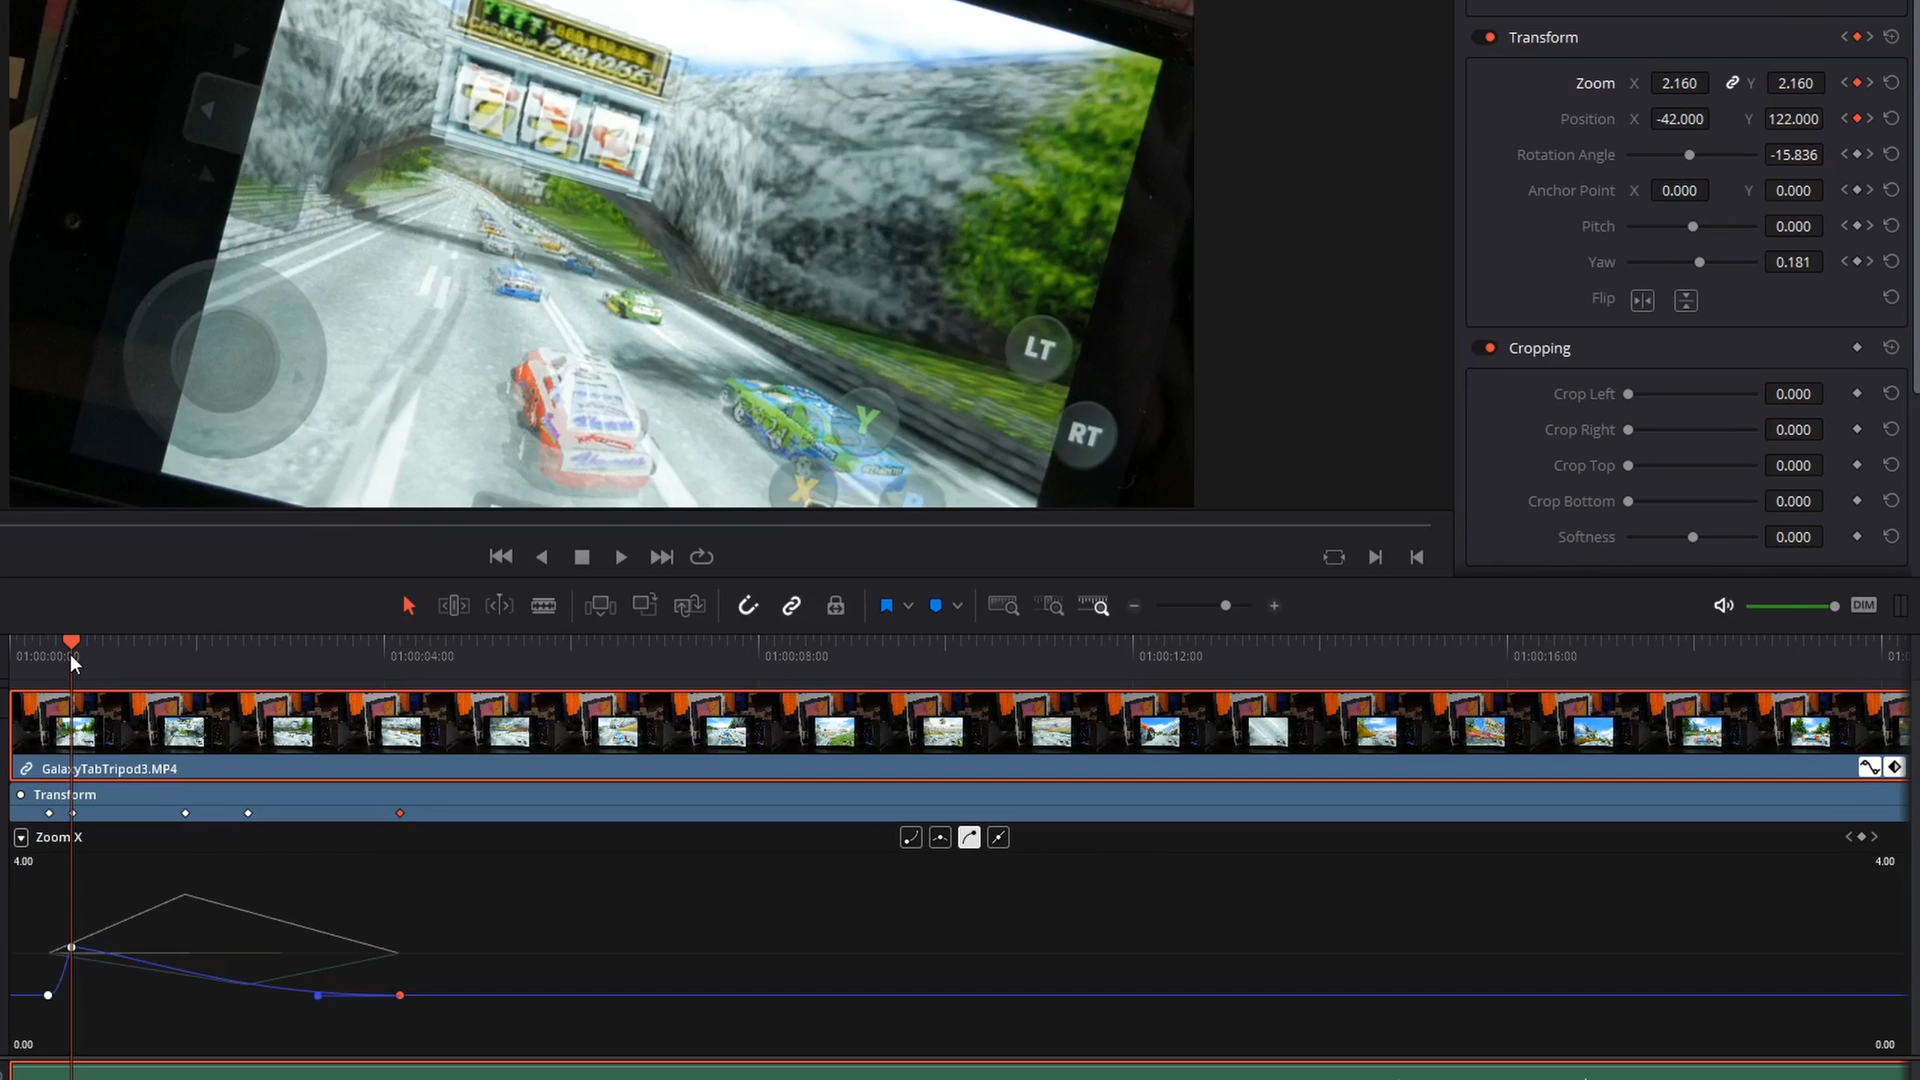 Transform
Zoom X 2.160 Y 2.160
Position X -42.000 Y 122.000
Rotation Angle -15.836
Anchor Point X 0.000 Y 0.000
Pitch 0.000
Yaw 0.181
Flip
Cropping
Crop Left 0.000
Crop Right 0.000
Crop Top 0.000
Crop Bottom 0.000
Softness 0.000
LT
Y
RT
X
DIM
01:00:00:0
01:00:04:00
01:00:08:00
01:00:12:00
01:00:16:00
01:0
GalaxyTabTripod3.MP4
Transform
Zoom X
4.00
4.00
0.00
0.00